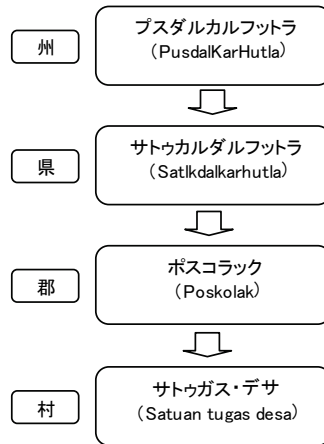 州
プスダルカルフットラ
(PusdalKarHutla)
県
サトゥカルダルフットラ
(Satlkdalkarhutla)
郡
ポスコラック
(Poskolak)
村
サトゥガス・デサ
(Satuan tugas desa)